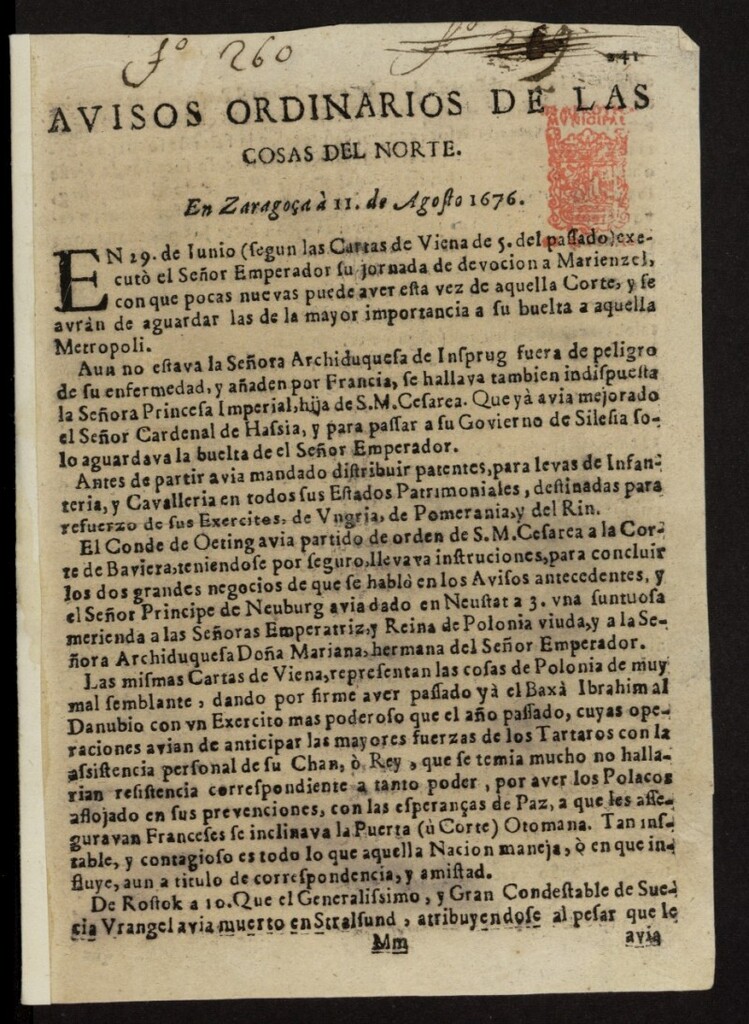 fº 260 fº 269 241
AVISOS ORDINARIOS DE LAS
COSAS DEL NORTE.
MUNICIPAL
En Zaragoça à 11. de Agoſto 1676.
EN 29. de Iunio (ſegun las Cartas de Viena de 5. del paſſado) exe-
cutò el Señor Emperador ſu jornada de devocion a Marienzel,
con que pocas nuevas puede aver eſta vez de aquella Corte, y ſe
avràn de aguardar las de la mayor importancia a ſu buelta a aquella
Metropoli.
Aun no eſtava la Señora Archiduqueſa de Inſprug fuera de peligro
de ſu enfermedad, y añaden por Francia, ſe hallava tambien indiſpueſta
la Señora Princeſa Imperial, hija de S.M.Ceſarea. Que yà avia mejorado
el Señor Cardenal de Haſſia, y para paſſar a ſu Govierno de Sileſia ſo-
lo aguardava la buelta de el Señor Emperador.
Antes de partir avia mandado diſtribuir patentes, para levas de Infan-
teria, y Cavalleria en todos ſus Eſtados Patrimoniales, deſtinadas para
refuerzo de ſus Exercitos, de Vngria, de Pomerania, y del Rin.
El Conde de Oeting avia partido de orden de S.M.Ceſarea a la Cor-
te de Baviera, teniendoſe por ſeguro, llevava inſtruciones, para concluir
los dos grandes negocios de que ſe hablò en los Aviſos antecedentes, y
el Señor Principe de Neuburg avia dado en Neuſtat a 3. vna ſuntuoſa
merienda a las Señoras Emperatriz, y Reina de Polonia viuda, y a la Se-
ñora Archiduqueſa Doña Mariana, hermana del Señor Emperador.
Las miſmas Cartas de Viena, repreſentan las coſas de Polonia de muy
mal ſemblante, dando por firme aver paſſado yà el Baxà Ibrahim al
Danubio con vn Exercito mas poderoſo que el año paſſado, cuyas ope-
raciones avian de anticipar las mayores fuerzas de los Tartaros con la
aſsiſtencia perſonal de ſu Chan, ò Rey, que ſe temia mucho no halla-
rian reſiſtencia correſpondiente a tanto poder, por aver los Polacos
aflojado en ſus prevenciones, con las eſperanças de Paz, a que les aſſe-
guravan Franceſes ſe inclinava la Puerta (ù Corte) Otomana. Tan inſ-
table, y contagioſo es todo lo que aquella Nacion maneja, ò en que in-
fluye, aun a titulo de correſpondencia, y amiſtad.
De Roſtok a 10. Que el Generaliſſimo, y Gran Condeſtable de Sue-
cia Vrangel avia muerto en Stralſund, atribuyendoſe al peſar que le
Mm avia